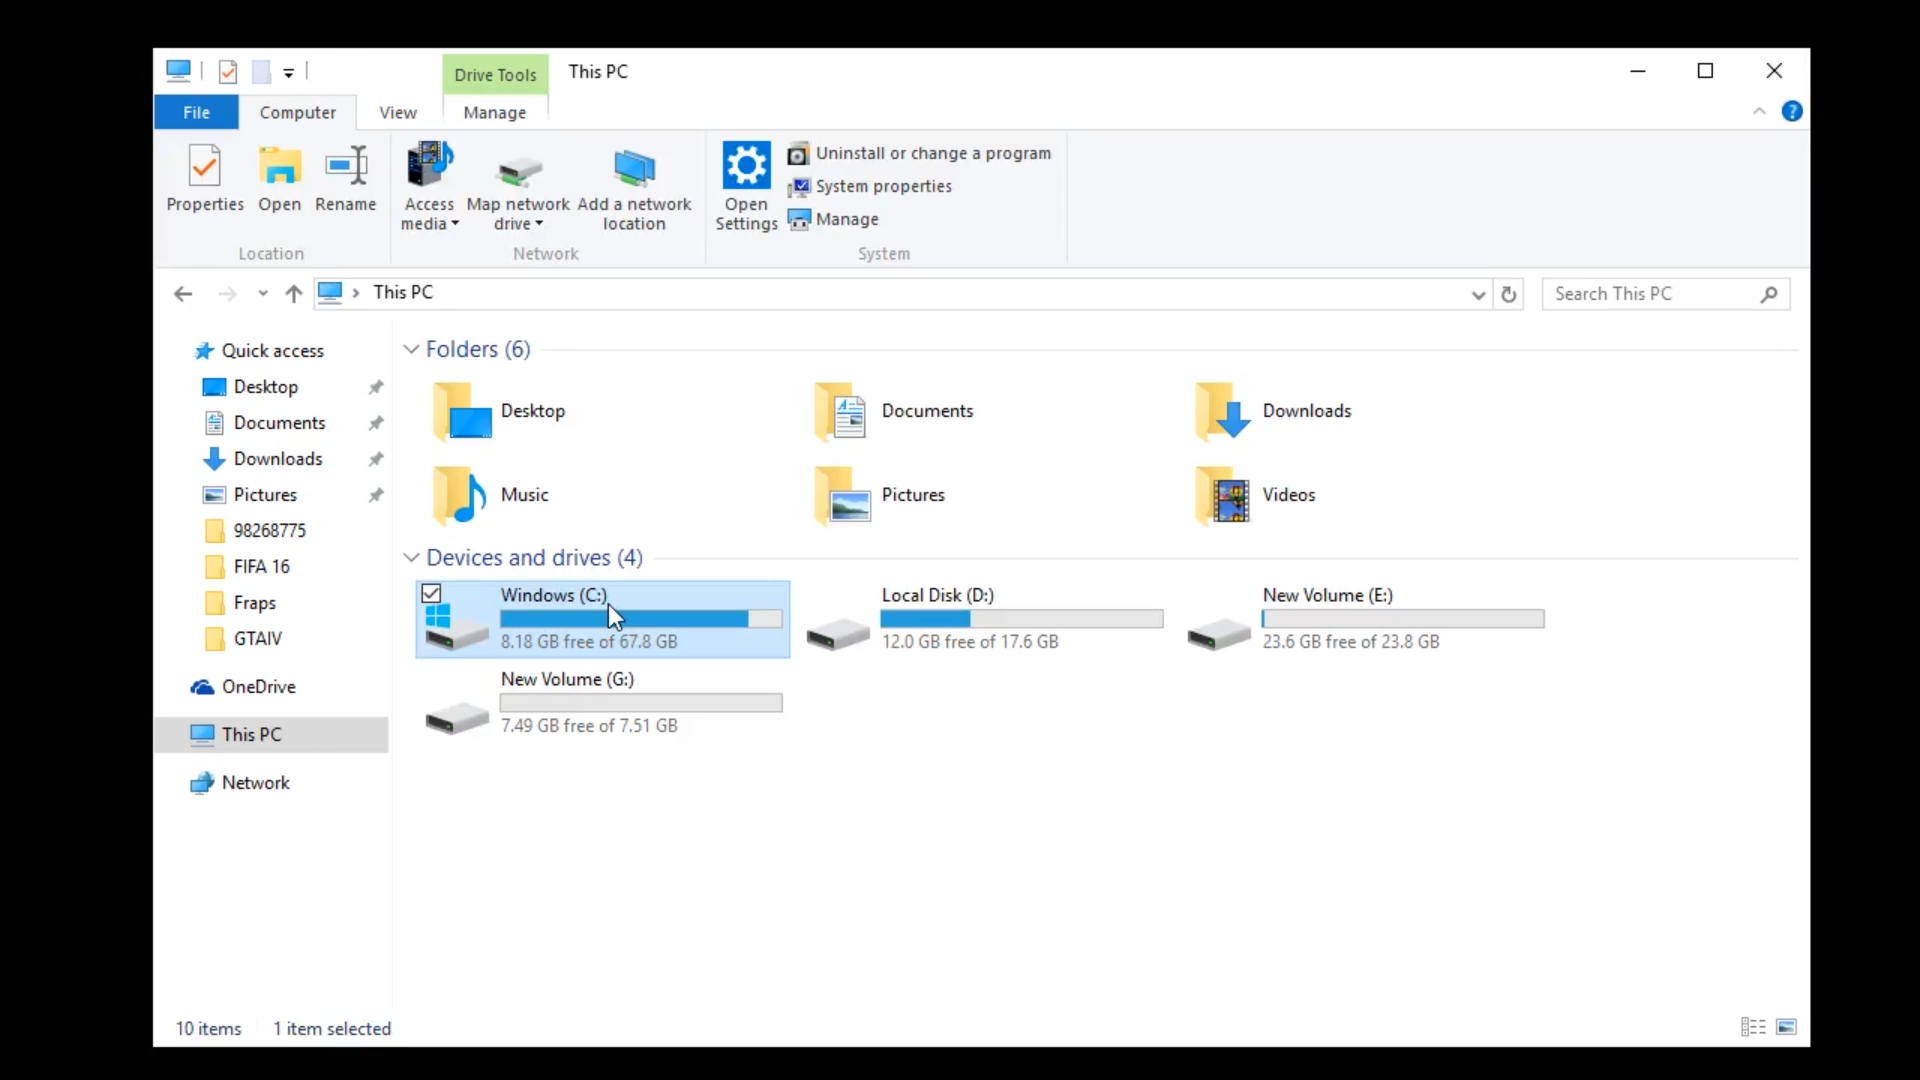 Drive Tools This PC
File Computer View Manage
Properties Open Rename Access media Map network drive Add a network location Open Settings
Uninstall or change a program
System properties
Manage
Location Network System
This PC Search This PC
Quick access
Desktop
Documents
Downloads
Pictures
98268775
FIFA 16
Fraps
GTAIV
OneDrive
This PC
Network
Folders (6)
Desktop Documents Downloads
Music Pictures Videos
Devices and drives (4)
Windows (C:) Local Disk (D:) New Volume (E:)
8.18 GB free of 67.8 GB 12.0 GB free of 17.6 GB 23.6 GB free of 23.8 GB
New Volume (G:)
7.49 GB free of 7.51 GB
10 items 1 item selected